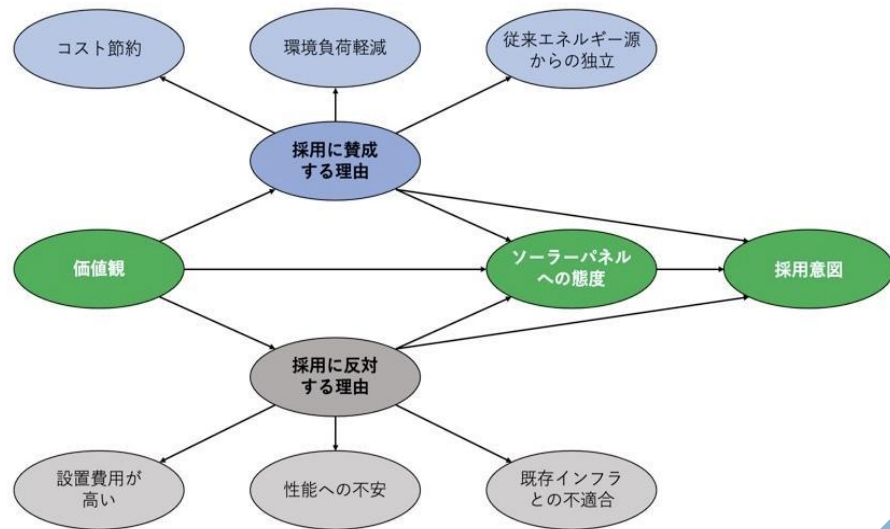 コスト節約
環境負荷軽減
従来エネルギー源
からの独立
採用に賛成
する理由
価値観
ソーラーパネル
への態度
採用意図
採用に反対
する理由
設置費用が
高い
性能への不安
既存インフラ
との不適合